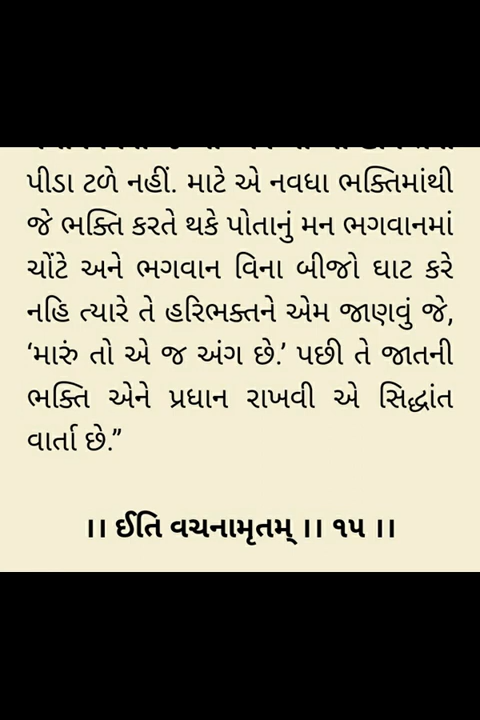 પીડા ટળે નહીં. માટે એ નવધા ભક્તિમાંથી
જે ભક્તિ કરતે થકે પોતાનું મન ભગવાનમાં
ચોંટે અને ભગવાન વિના બીજો ઘાટ કરે
નહિ ત્યારે તે હરિભક્તને એમ જાણવું જે,
‘મારું તો એ જ અંગ છે.’ પછી તે જાતની
ભક્તિ એને પ્રધાન રાખવી એ સિદ્ધાંત
વાર્તા છે.”
।। ઈતિ વચનામૃતમ્ ।। ૧૫ ।।